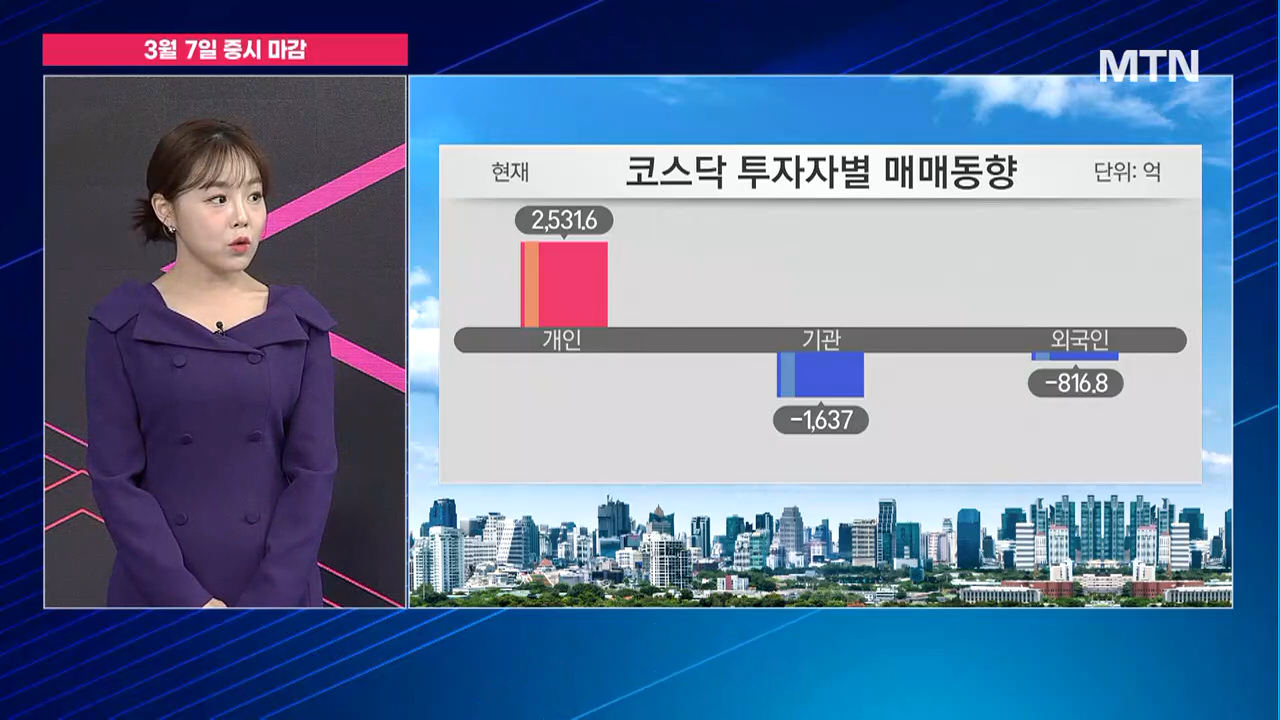 3월 7일 증시 마감
MTN
현재
코스닥 투자자별 매매동향
단위: 억
2,531.6
개인
기관
외국인
-1,637
-816.8